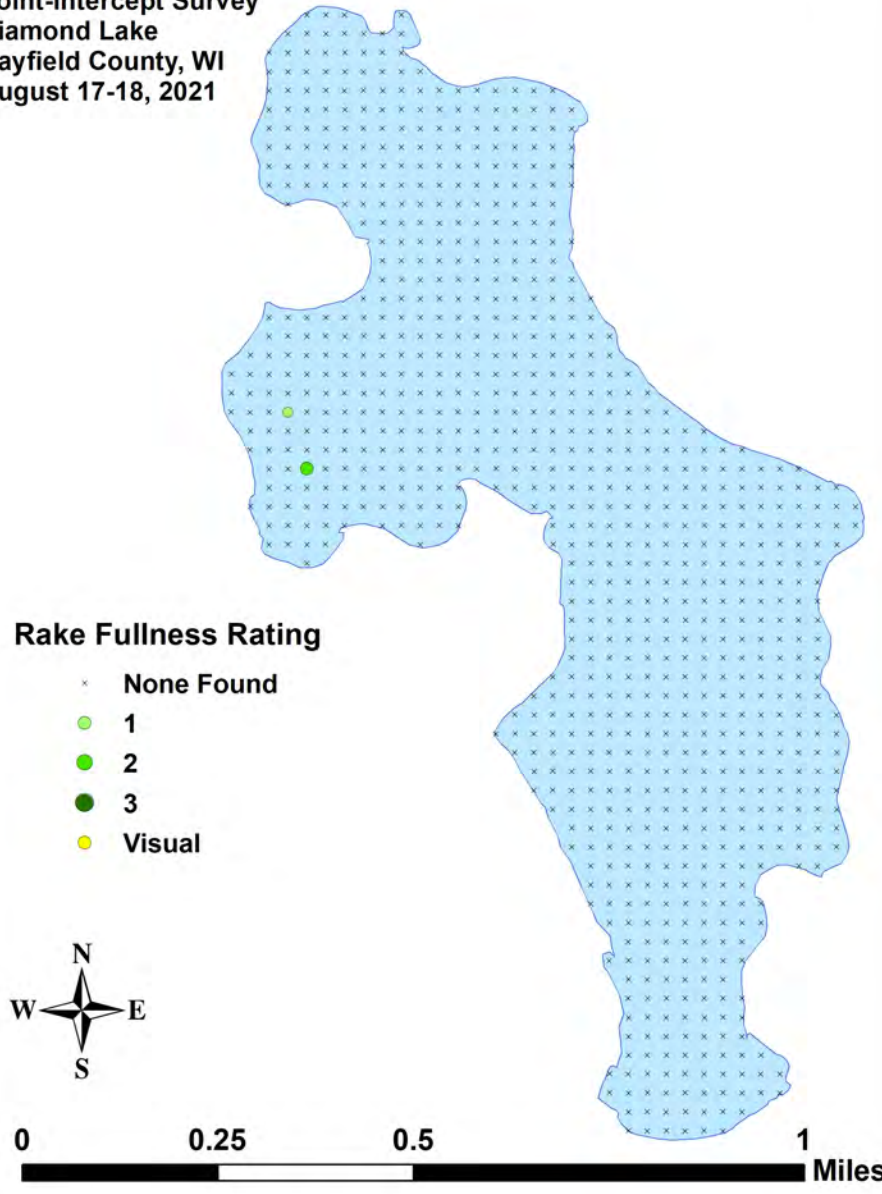 oint-Intercept Survey
iamond Lake
ayfield County, WI
ugust 17-18, 2021
Rake Fullness Rating
None Found
1
2
3
Visual
N
W E
S
0 0.25 0.5 1
Miles